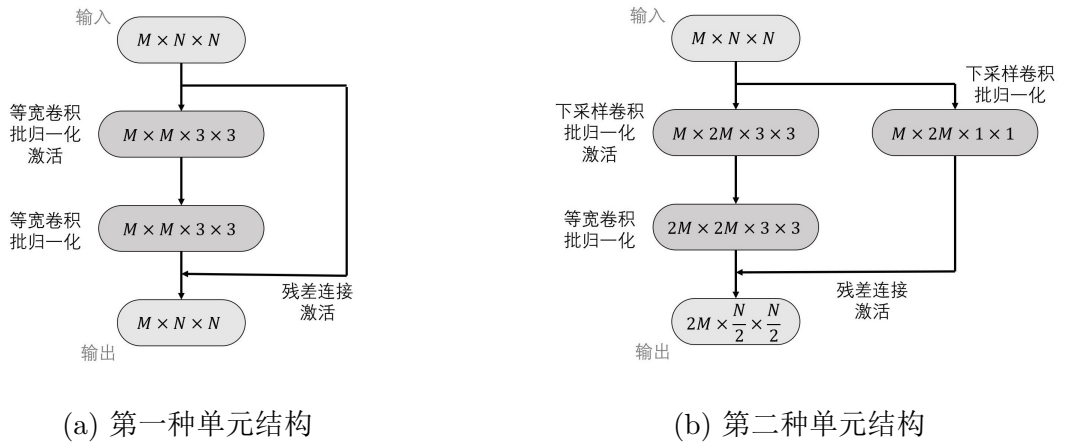 输入
M × N × N
等宽卷积
批归一化
激活
M × M × 3 × 3
等宽卷积
批归一化
M × M × 3 × 3
残差连接
激活
M × N × N
输出
(a) 第一种单元结构
输入
M × N × N
下采样卷积
批归一化
下采样卷积
批归一化
激活
M × 2M × 3 × 3
M × 2M × 1 × 1
等宽卷积
批归一化
2M × 2M × 3 × 3
残差连接
激活
2M × N/2 × N/2
输出
(b) 第二种单元结构